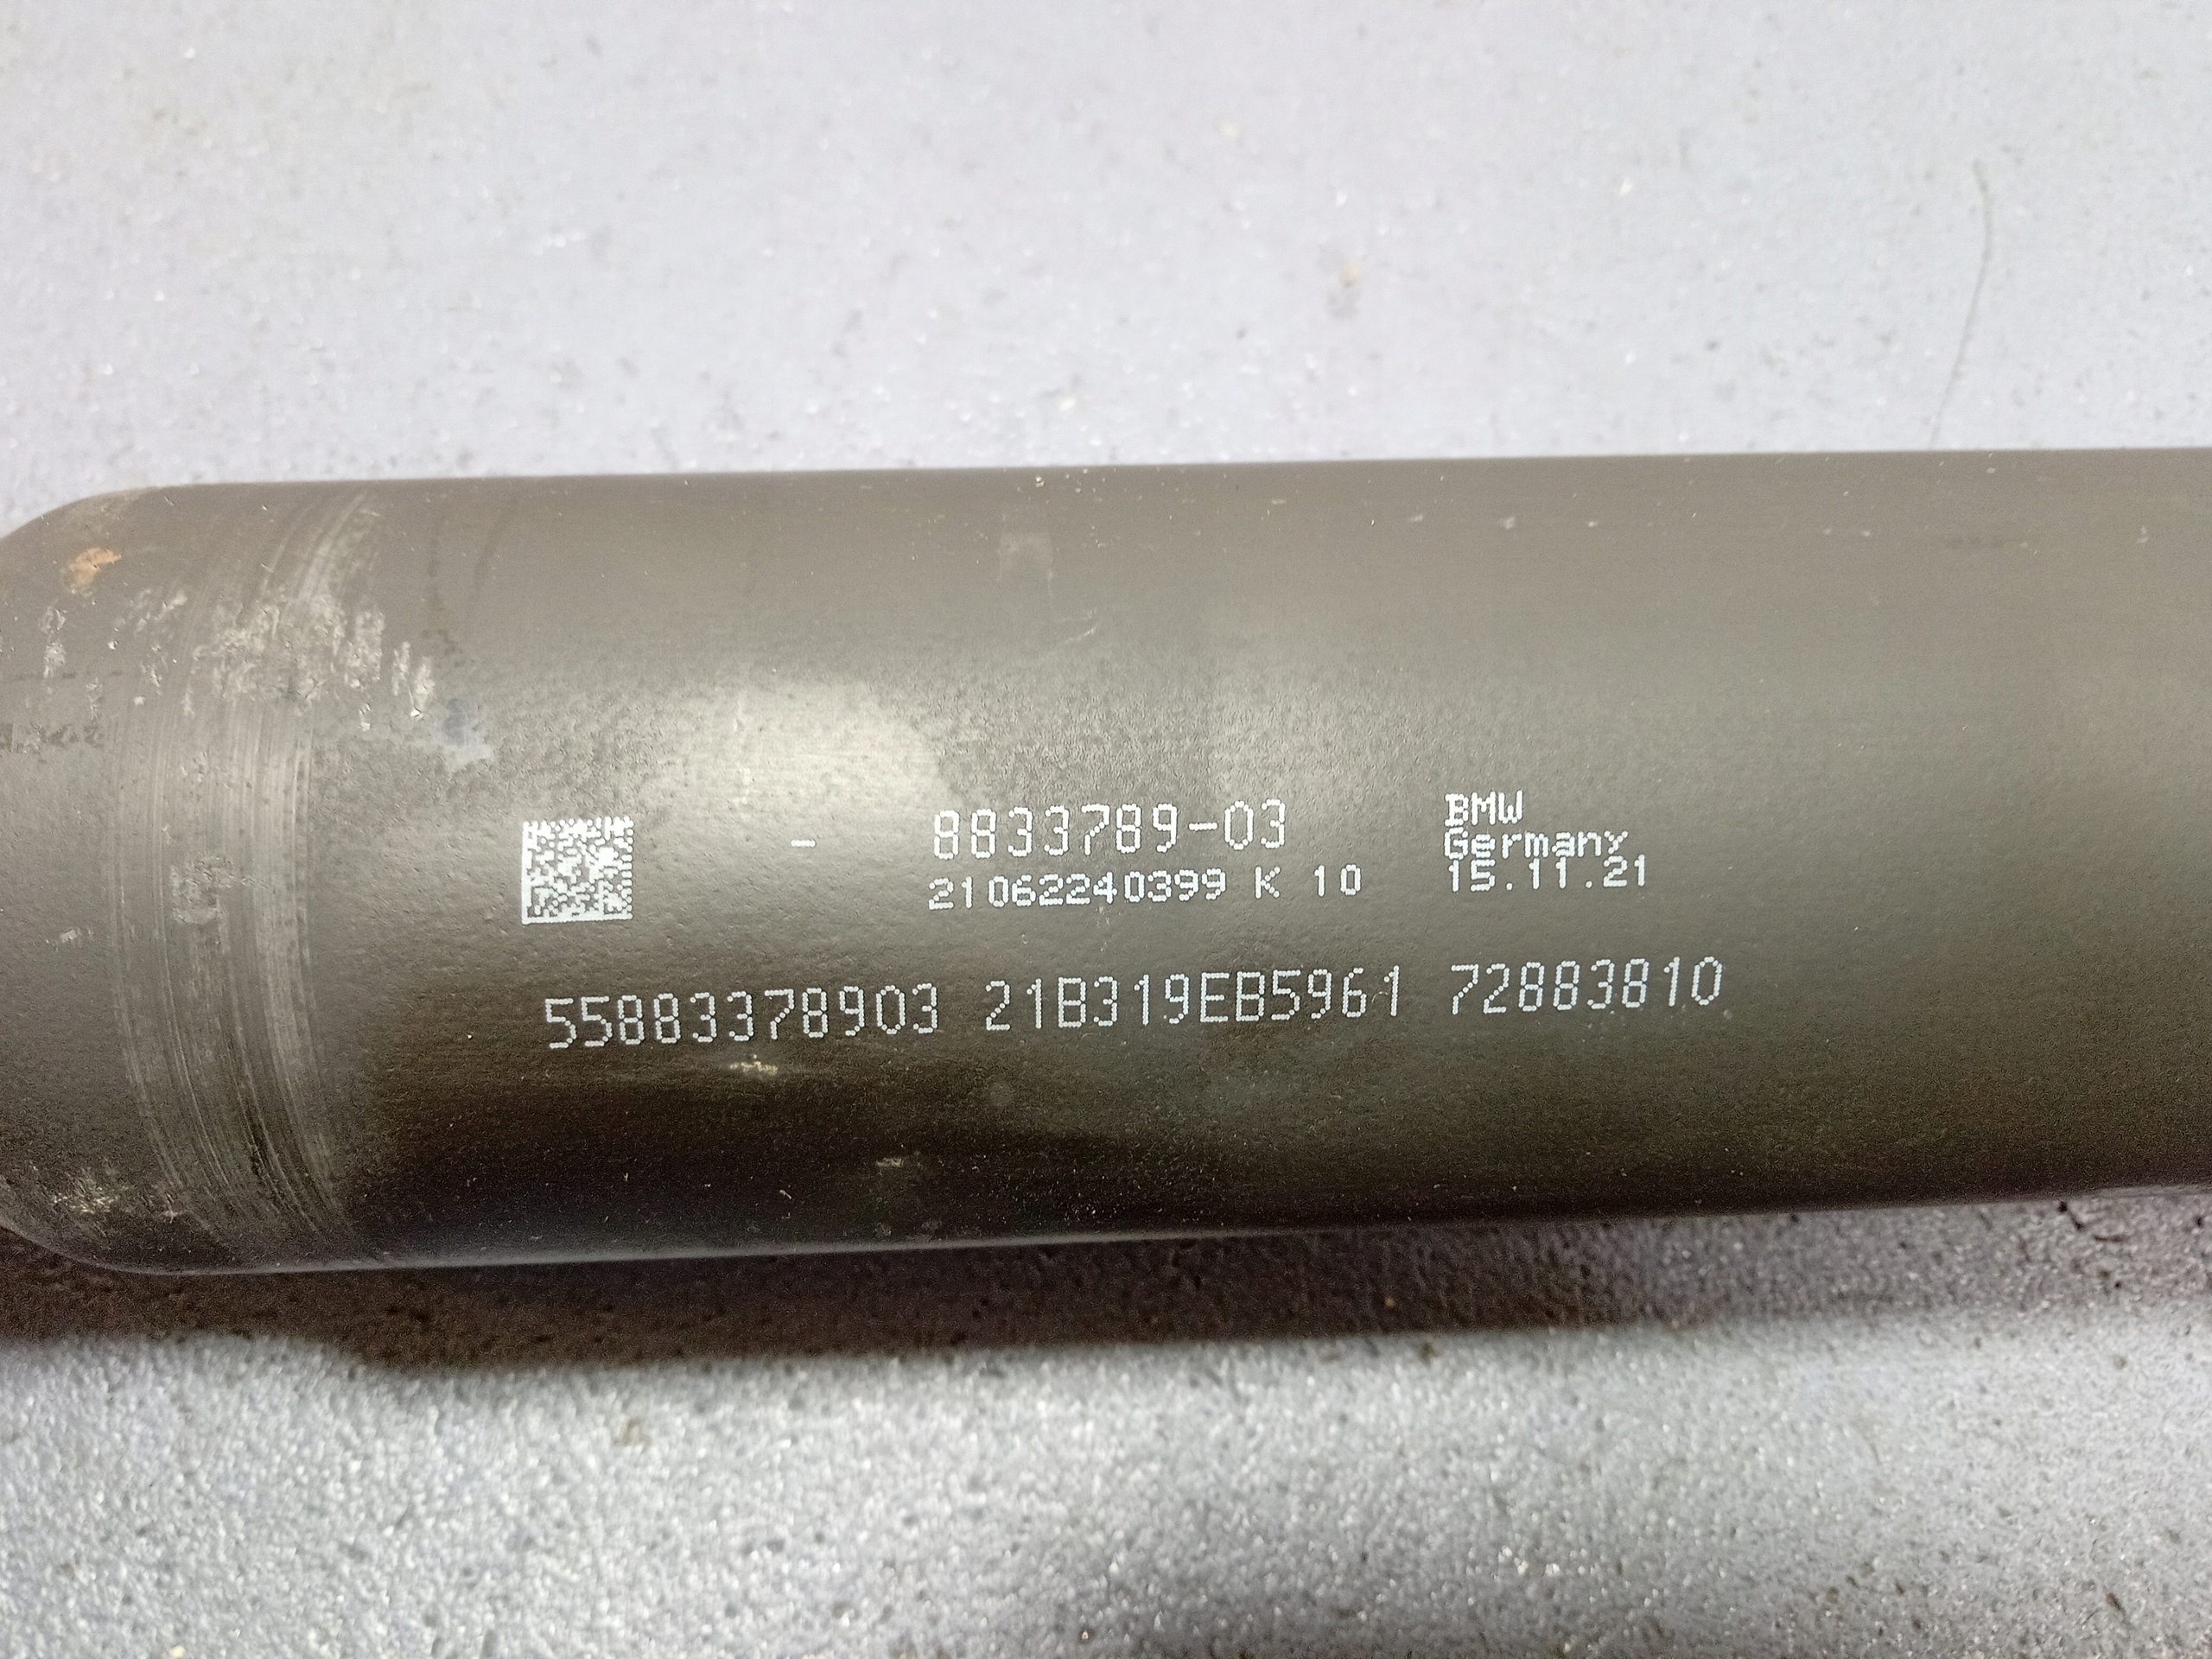 - 8833789-03
21062240399 K 10
BMW
Germany
15.11.21
55883378903 21B319EB5961 72883810